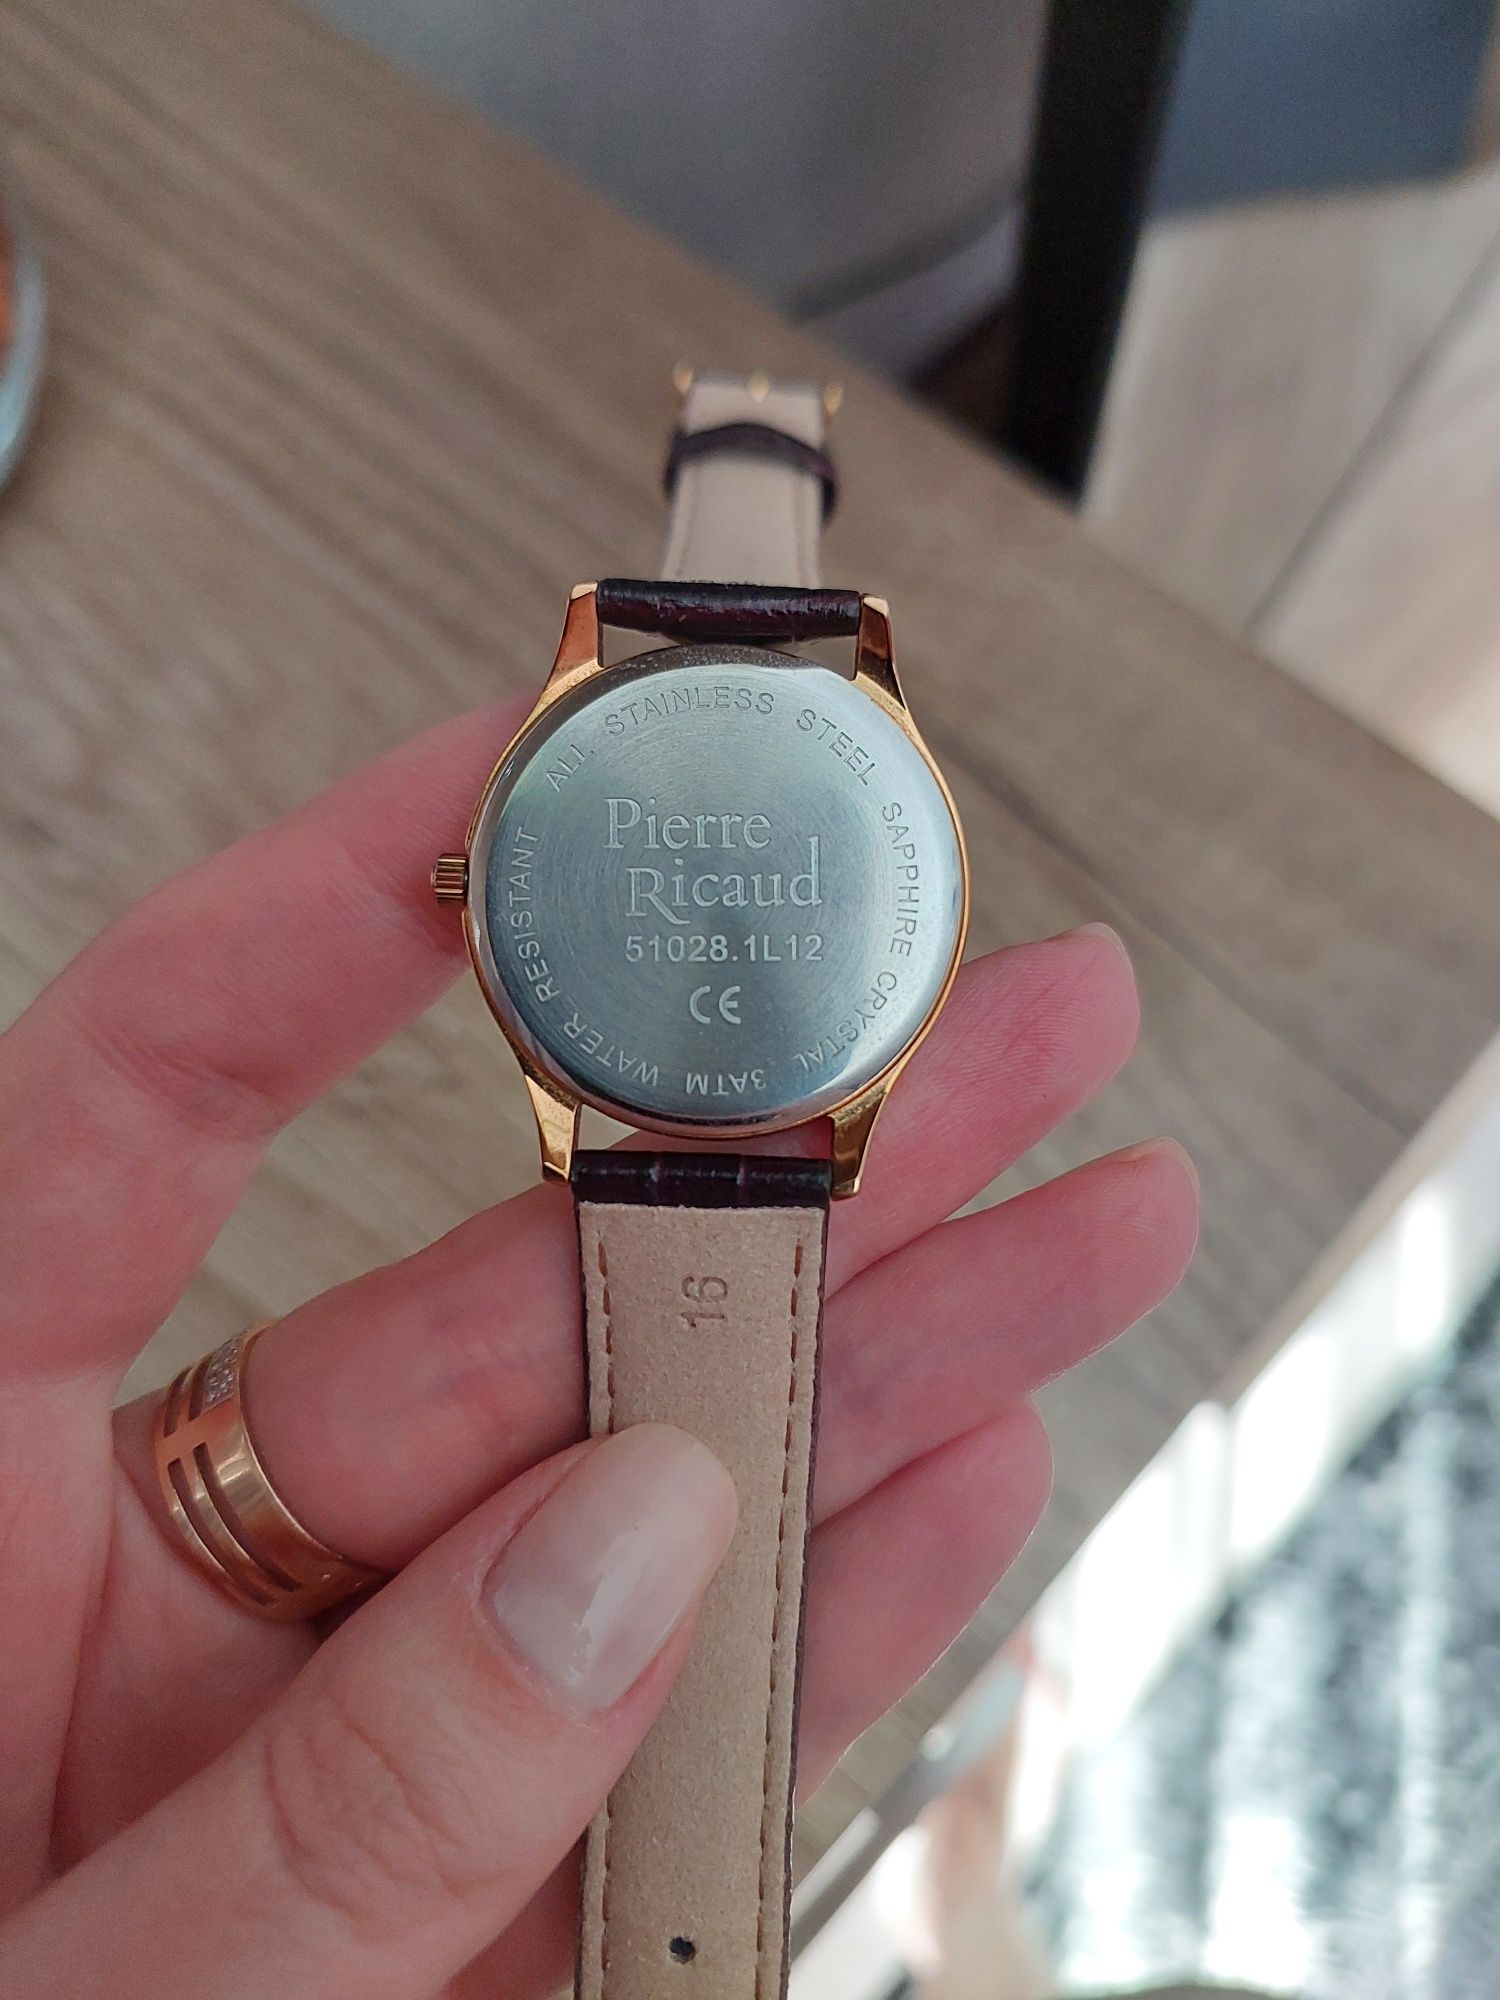 ALL STAINLESS STEEL SAPPHIRE CRYSTAL 3ATM WATER RESISTANT
Pierre
Ricaud
51028.1L12
CE
16